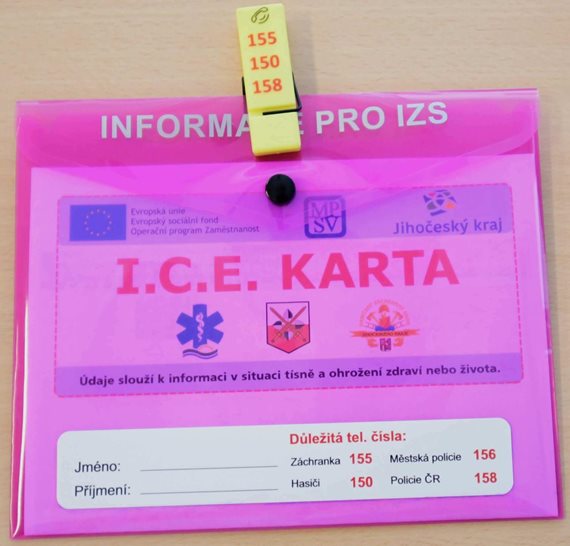 155
150
158
INFORMA E PRO IZS
Evropská unie
Evropský sociální fond
Operační program Zaměstnanost
MP
SV
Jihočeský kraj
I.C.E. KARTA
Údaje slouží k informaci v situaci tísně a ohrožení zdraví nebo života.
Důležitá tel. čísla:
Jméno:
Záchranka 155 Městská policie 156
Příjmení:
Hasiči 150 Policie ČR 158